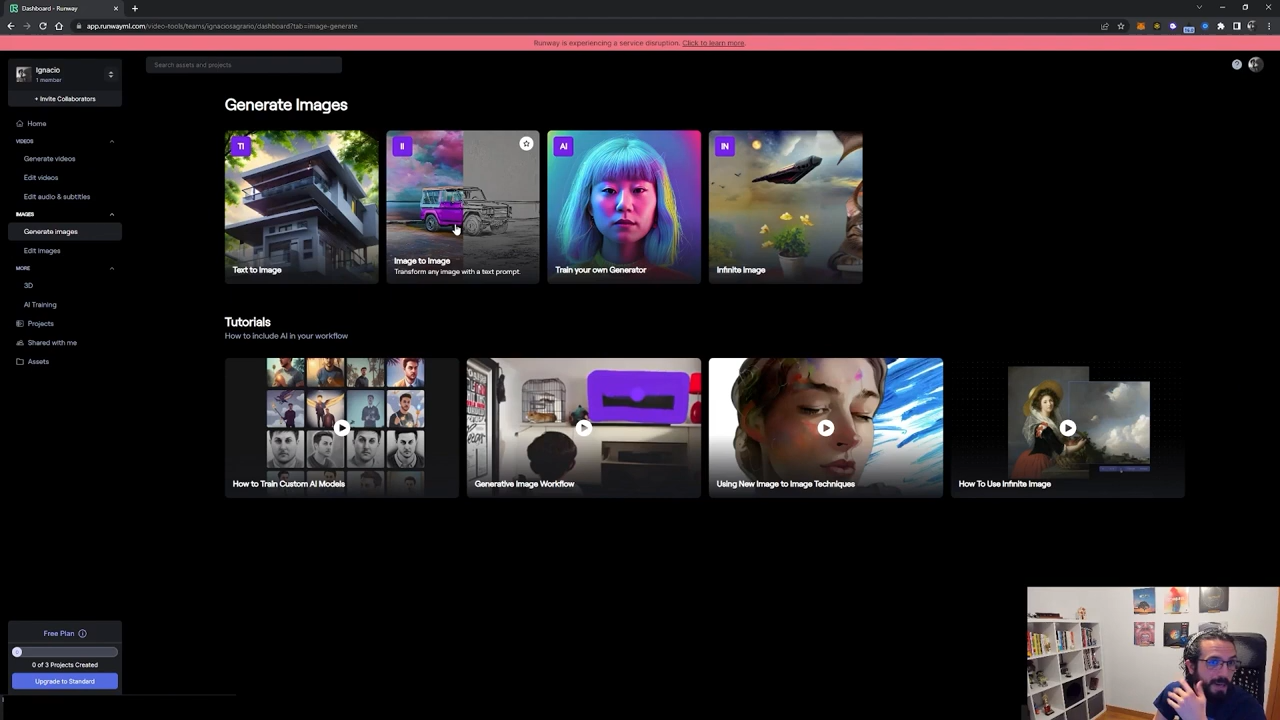 Dashboard - Runway
app.runwayml.com/video-tools/teams/ignaciosagrario/dashboard?tab=image-generate
Runway is experiencing a service disruption. Click to learn more.
Ignacio
1 member
+ Invite Collaborators
Search assets and projects
Home
VIDEOS
Generate videos
Edit videos
Edit audio & subtitles
IMAGES
Generate images
Edit images
MORE
3D
AI Training
Projects
Shared with me
Assets
Generate Images
TI
Text to Image
II
Image to Image
Transform any image with a text prompt.
AI
Train your own Generator
IN
Infinite Image
Tutorials
How to include AI in your workflow
How to Train Custom AI Models
Generative Image Workflow
Using New Image to Image Techniques
How To Use Infinite Image
Free Plan
0 of 3 Projects Created
Upgrade to Standard